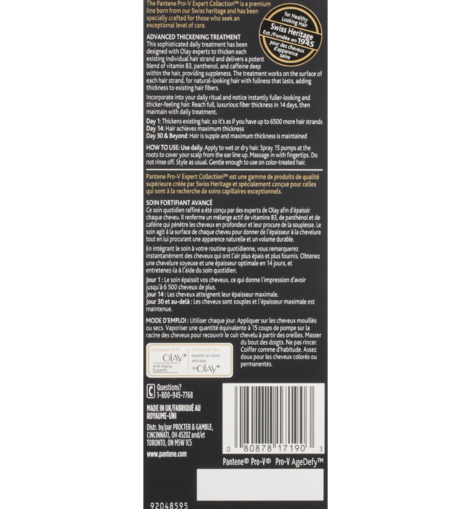 The Pantene Pro-V Expert Collection™ is a premium
line born from our Swiss heritage and has been
specially crafted for those who seek an
exceptional level of care.
for Healthy
Looking Hair
Swiss Heritage
Est./Fondée en 1945
pour des cheveux
d'apparence
saine
ADVANCED THICKENING TREATMENT
This sophisticated daily treatment has been
designed with Olay experts to thicken each
existing individual hair strand and delivers a potent
blend of vitamin B3, panthenol, and caffeine deep
within the hair, providing suppleness. The treatment works on the surface of
each hair strand, for natural-looking hair with fullness that lasts, adding
thickness to existing hair fibers.
Incorporate into your daily ritual and notice instantly fuller-looking and
thicker-feeling hair. Reach full, luxurious fiber thickness in 14 days, then
maintain with daily treatment.
Day 1: Thickens existing hair, so it's as if you have up to 6500 more hair strands
Day 14: Hair achieves maximum thickness
Day 30 & Beyond: Hair is supple and maximum thickness is maintained
HOW TO USE: Use daily. Apply to wet or dry hair. Spray 15 pumps at the
roots to cover your scalp from the ear line up. Massage in with fingertips. Do
not rinse off. Style as usual. Gentle enough to use on color-treated hair.
Pantene Pro-V Expert Collection™ est une gamme de produits de qualité
supérieure créée par Swiss Heritage et spécialement conçue pour celles
qui sont à la recherche de soins capillaires exceptionnels.
SOIN FORTIFIANT AVANCÉ
Ce soin quotidien raffiné a été conçu par des experts de Olay afin d'épaissir
chaque cheveu. Il renferme un mélange actif de vitamine B3, de panthénol et de
caféine qui pénètre les cheveux en profondeur et leur procure de la souplesse. Le
soin agit à la surface de chaque cheveu pour donner de l'épaisseur à la chevelure
tout en lui procurant une apparence naturelle et un volume durable.
En intégrant le soin à votre routine quotidienne, vous remarquerez
instantanément des cheveux qui ont l'air plus épais et plus fournis. Obtenez
une chevelure soyeuse et une épaisseur optimale en 14 jours, et
entretenez-la à l'aide du soin quotidien.
Jour 1 : Le soin épaissit vos cheveux, ce qui donne l'impression d'avoir
jusqu'à 6 500 cheveux de plus.
Jour 14 : Les cheveux atteignent l'épaisseur maximale.
Jour 30 et au-delà : Les cheveux sont souples et l'épaisseur maximale est
maintenue.
MODE D'EMPLOI : Utiliser chaque jour. Appliquer sur les cheveux mouillés
ou secs. Vaporiser une quantité équivalente à 15 coups de pompe sur la
racine des cheveux pour recouvrir le cuir chevelu à partir des oreilles. Masser
du bout des doigts. Ne pas rincer.
Coiffer comme d'habitude. Assez
doux pour les cheveux colorés ou
permanentés.
OLAY
OLAY
Questions?
1-800-945-7768
MADE IN UK/FABRIQUÉ AU
ROYAUME-UNI
Distr. by/par PROCTER & GAMBLE,
CINCINNATI, OH 45202 and/et
TORONTO, ON M5W 1C5
www.pantene.com
0 80878 17190 3
Pantene® Pro-V® Pro-V AgeDefy™
92048595